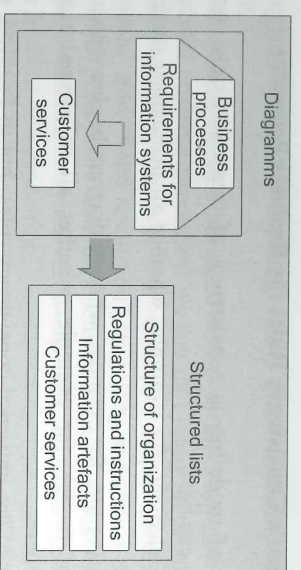 Diagramms
Business
processes
Requirements for
information systems
Customer
services
Structured lists
Structure of organization
Regulations and instructions
Information artefacts
Customer services